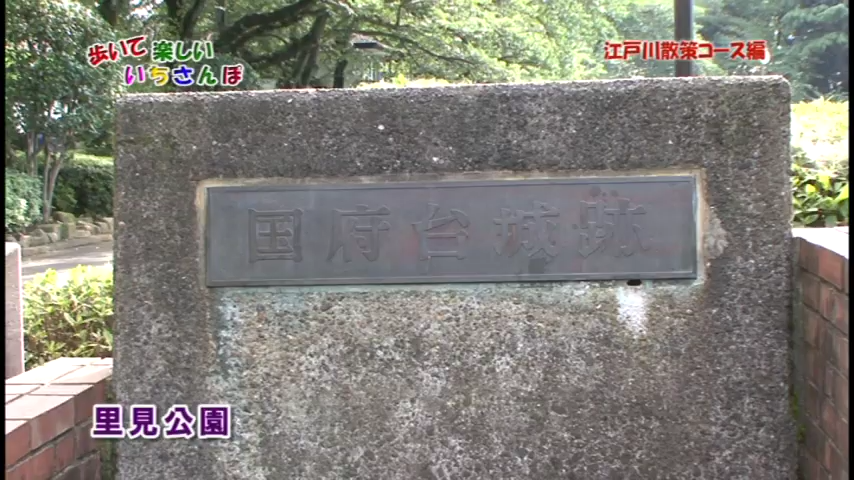 歩いて楽しい
いちさんぽ
江戸川散策コース編
国府台城跡
里見公園